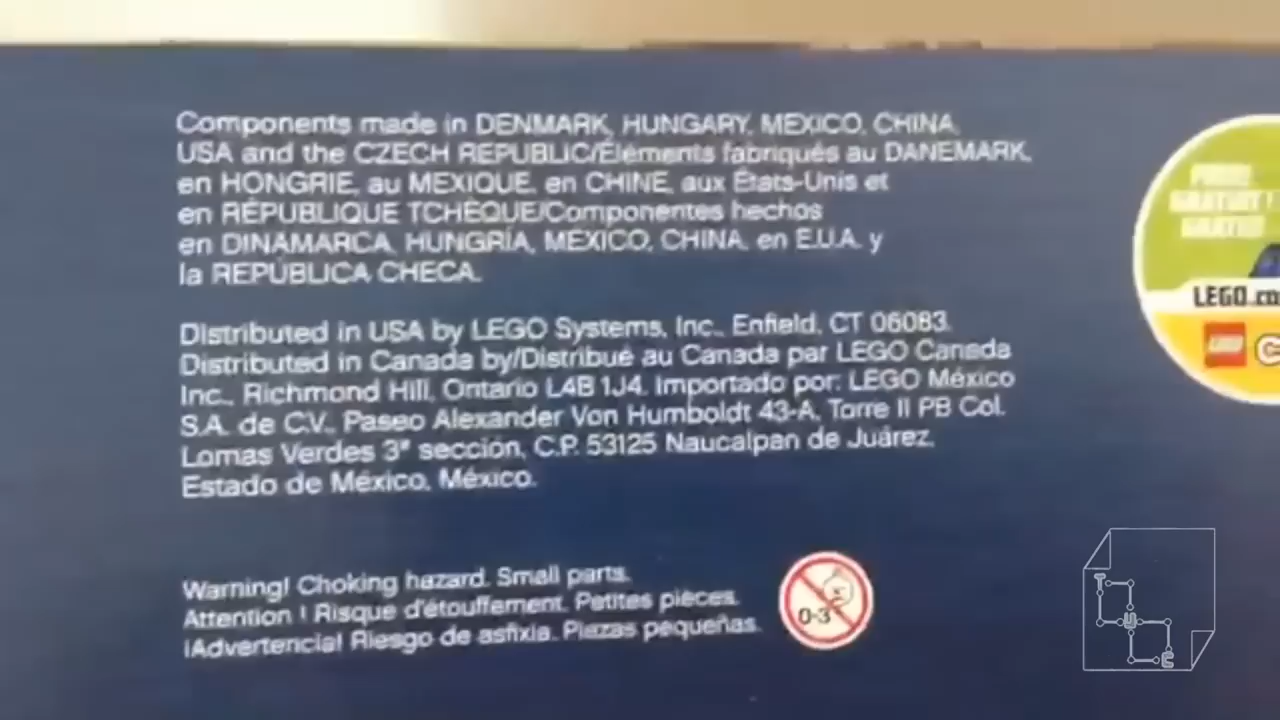 Components made in DENMARK, HUNGARY, MEXICO, CHINA,
USA and the CZECH REPUBLIC/Éléments fabriqués au DANEMARK,
en HONGRIE, au MEXIQUE, en CHINE, aux États-Unis et
en RÉPUBLIQUE TCHÈQUE/Componentes hechos
en DINAMARCA, HUNGRÍA, MÉXICO, CHINA, en E.U.A. y
la REPÚBLICA CHECA.
Distributed in USA by LEGO Systems, Inc., Enfield, CT 06083.
Distributed in Canada by/Distribué au Canada par LEGO Canada
Inc., Richmond Hill, Ontario L4B 1J4. Importado por: LEGO México
S.A. de C.V., Paseo Alexander Von Humboldt 43-A, Torre II PB Col.
Lomas Verdes 3ª sección, C.P. 53125 Naucalpan de Juárez,
Estado de México, México.
Warning! Choking hazard. Small parts.
Attention ! Risque d'étouffement. Petites pièces.
¡Advertencia! Riesgo de asfixia. Piezas pequeñas.
0-3
FREE
GRATUIT !
GRATIS
LEGO.co
LEGO
T
U
C